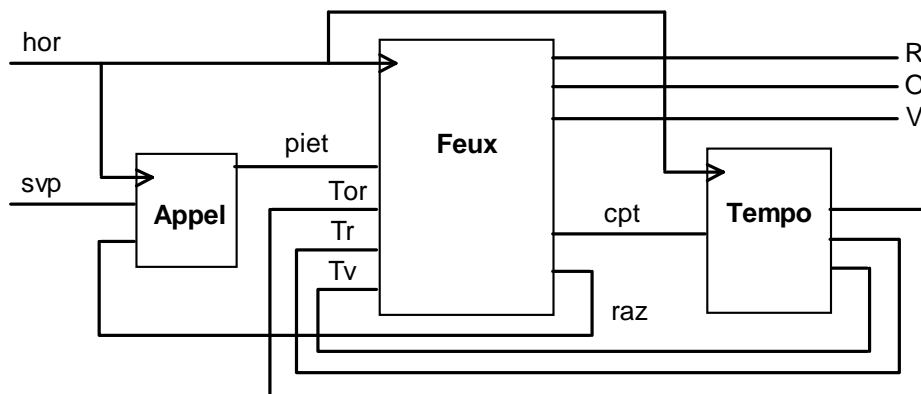 hor
R
O
V
piet
Feux
svp
Appel
Tor
cpt
Tempo
Tr
Tv
raz